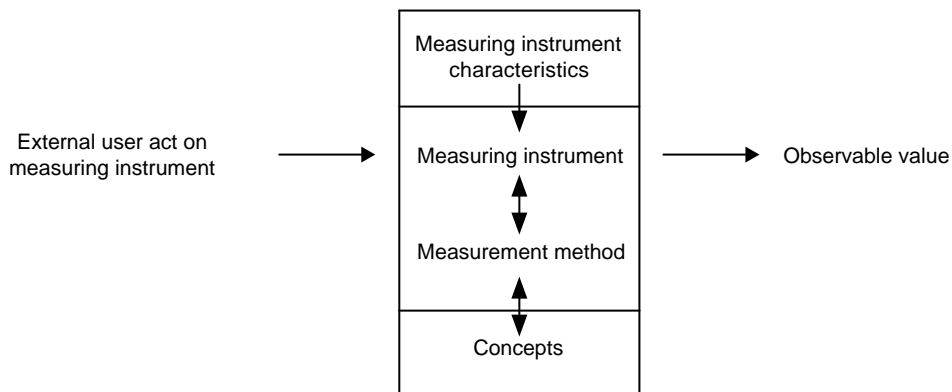 Measuring instrument
characteristics
External user act on
measuring instrument
Measuring instrument
Observable value
Measurement method
Concepts